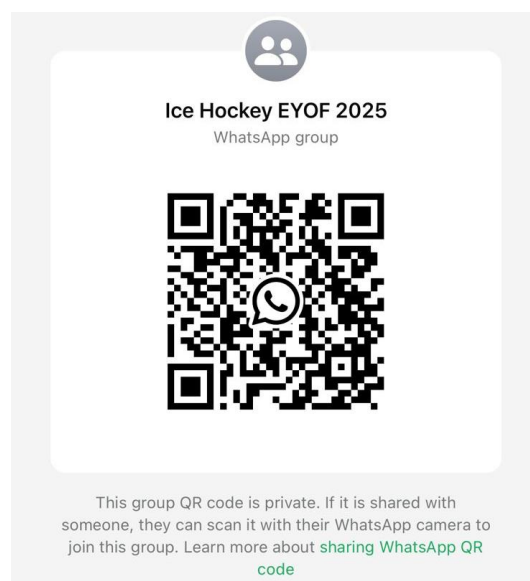 Ice Hockey EYOF 2025
WhatsApp group
This group QR code is private. If it is shared with
someone, they can scan it with their WhatsApp camera to
join this group. Learn more about sharing WhatsApp QR
code